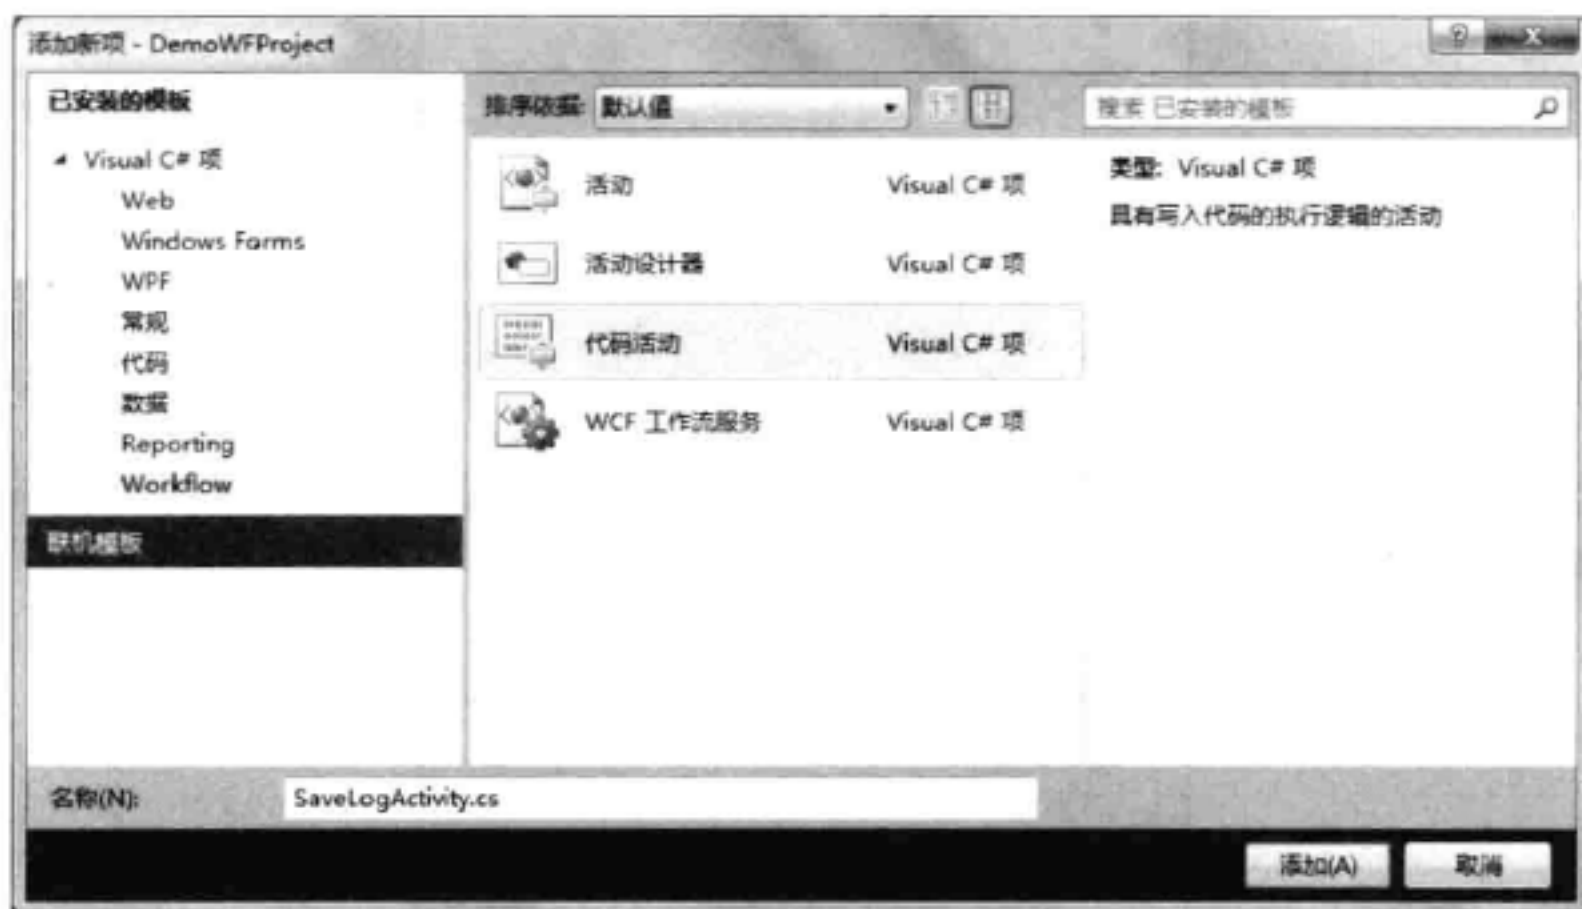 添加新项 - DemoWFProject
已安装的模板
Visual C# 项
Web
Windows Forms
WPF
常规
代码
数据
Reporting
Workflow
联机模板
排序依据: 默认值
活动 Visual C# 项
活动设计器 Visual C# 项
代码活动 Visual C# 项
WCF 工作流服务 Visual C# 项
搜索 已安装的模板
类型: Visual C# 项
具有写入代码的执行逻辑的活动
名称(N): SaveLogActivity.cs
添加(A) 取消